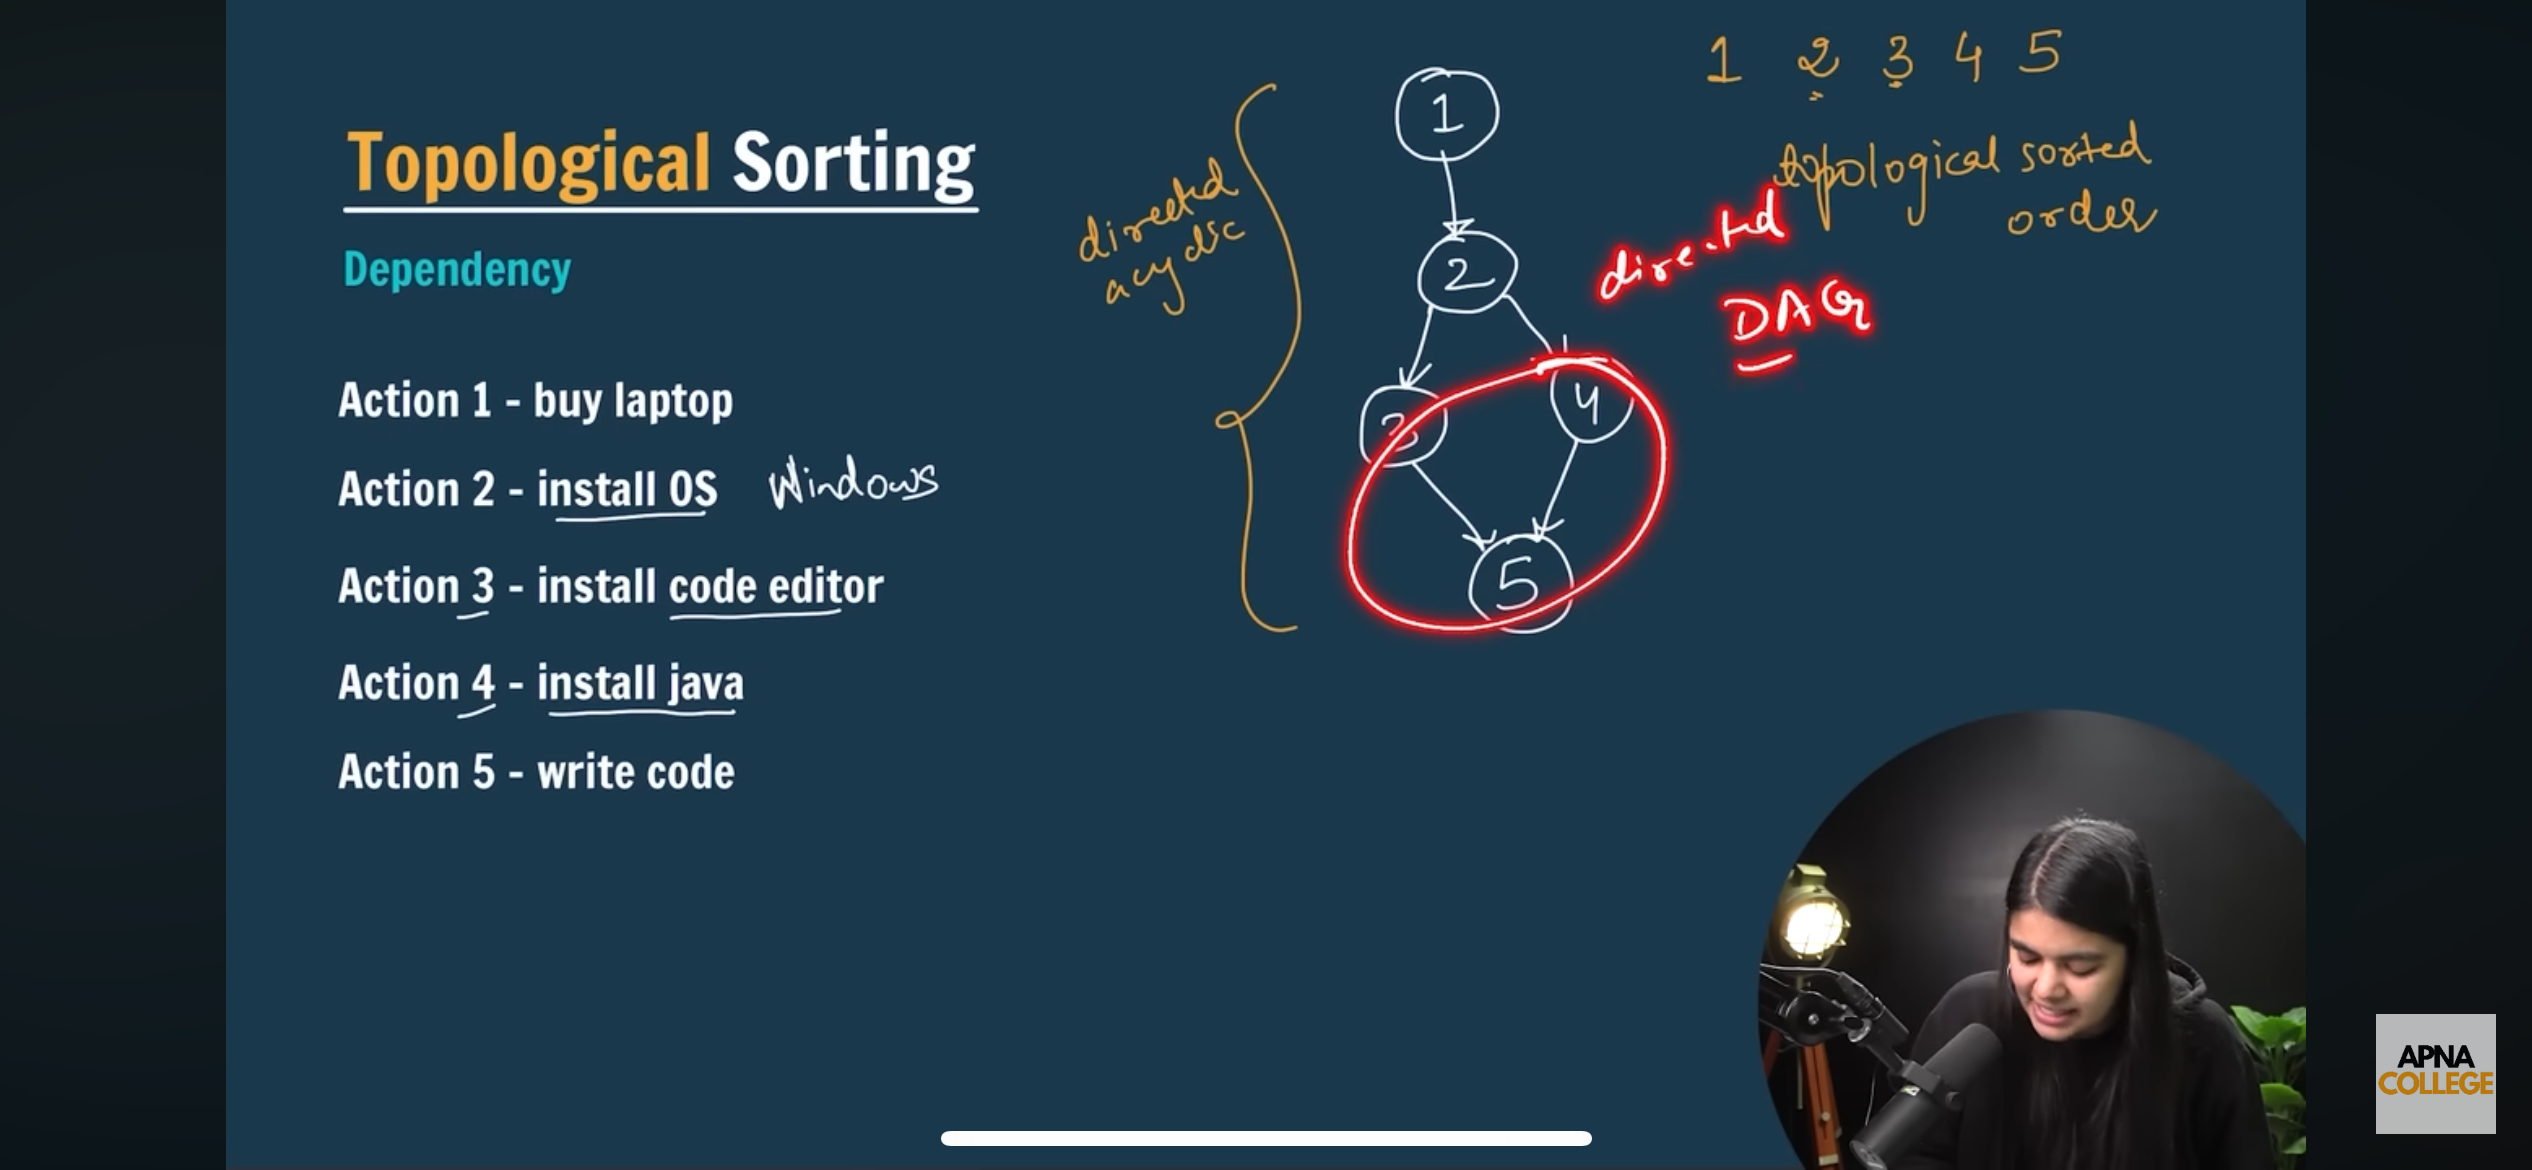 Topological Sorting
Dependency
Action 1 - buy laptop
Action 2 - install OS Windows
Action 3 - install code editor
Action 4 - install java
Action 5 - write code
directed
1
2
3
4
5
1 2 3 4 5
topological sorted
order
directed
DAG
APNA
COLLEGE